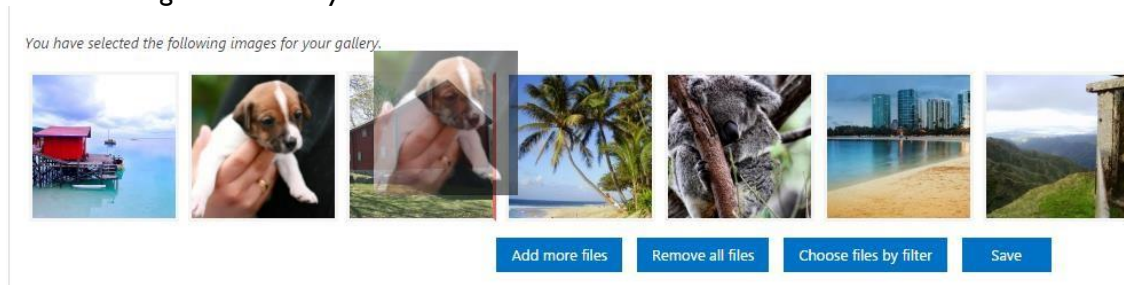 You have selected the following images for your gallery.
Add more files
Remove all files
Choose files by filter
Save